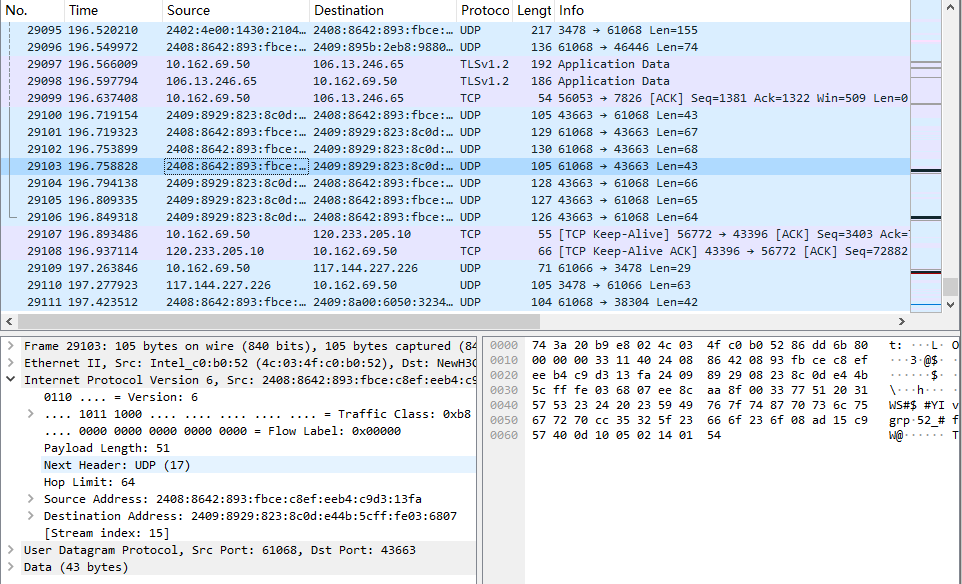 No. Time Source Destination Protoco Lengt Info
29095 196.520210 2402:4e00:1430:2104… 2408:8642:893:fbce:… UDP 217 3478 → 61068 Len=155
29096 196.549972 2408:8642:893:fbce:… 2409:895b:2eb8:9880… UDP 136 61068 → 46446 Len=74
29097 196.566009 10.162.69.50 106.13.246.65 TLSv1.2 192 Application Data
29098 196.597794 106.13.246.65 10.162.69.50 TLSv1.2 186 Application Data
29099 196.637408 10.162.69.50 106.13.246.65 TCP 54 56053 → 7826 [ACK] Seq=1381 Ack=1322 Win=509 Len=0
29100 196.719154 2409:8929:823:8c0d:… 2408:8642:893:fbce:… UDP 105 43663 → 61068 Len=43
29101 196.719323 2408:8642:893:fbce:… 2409:8929:823:8c0d:… UDP 129 61068 → 43663 Len=67
29102 196.753899 2409:8929:823:8c0d:… 2408:8642:893:fbce:… UDP 130 43663 → 61068 Len=68
29103 196.758828 2408:8642:893:fbce:… 2409:8929:823:8c0d:… UDP 105 61068 → 43663 Len=43
29104 196.794138 2409:8929:823:8c0d:… 2408:8642:893:fbce:… UDP 128 43663 → 61068 Len=66
29105 196.809335 2409:8929:823:8c0d:… 2408:8642:893:fbce:… UDP 127 43663 → 61068 Len=65
29106 196.849318 2409:8929:823:8c0d:… 2408:8642:893:fbce:… UDP 126 43663 → 61068 Len=64
29107 196.893486 10.162.69.50 120.233.205.10 TCP 55 [TCP Keep-Alive] 56772 → 43396 [ACK] Seq=3403 Ack=
29108 196.937114 120.233.205.10 10.162.69.50 TCP 66 [TCP Keep-Alive ACK] 43396 → 56772 [ACK] Seq=72882
29109 197.263846 10.162.69.50 117.144.227.226 UDP 71 61066 → 3478 Len=29
29110 197.277923 117.144.227.226 10.162.69.50 UDP 105 3478 → 61066 Len=63
29111 197.423512 2408:8642:893:fbce:… 2409:8a00:6050:3234… UDP 104 61068 → 38304 Len=42
Frame 29103: 105 bytes on wire (840 bits), 105 bytes captured (84
Ethernet II, Src: Intel_c0:b0:52 (4c:03:4f:c0:b0:52), Dst: NewH3C
Internet Protocol Version 6, Src: 2408:8642:893:fbce:c8ef:eeb4:c9
0110 .... = Version: 6
.... 1011 1000 .... .... .... .... .... = Traffic Class: 0xb8
.... 0000 0000 0000 0000 0000 = Flow Label: 0x00000
Payload Length: 51
Next Header: UDP (17)
Hop Limit: 64
Source Address: 2408:8642:893:fbce:c8ef:eeb4:c9d3:13fa
Destination Address: 2409:8929:823:8c0d:e44b:5cff:fe03:6807
[Stream index: 15]
User Datagram Protocol, Src Port: 61068, Dst Port: 43663
Data (43 bytes)
0000 74 3a 20 b9 e8 02 4c 03 4f c0 b0 52 86 dd 6b 80 t: ···L· O
0010 00 00 00 33 11 40 24 08 86 42 08 93 fb ce c8 ef ···3·@$·
0020 ee b4 c9 d3 13 fa 24 09 89 29 08 23 8c 0d e4 4b ······$·
0030 5c ff fe 03 68 07 ee 8c aa 8f 00 33 77 51 20 31 \···h···
0040 57 53 23 24 20 23 59 49 76 7f 74 87 70 73 6c 75 WS#$ #YI v
0050 67 72 70 cc 35 32 5f 23 66 6f 23 6f 08 ad 15 c9 grp·52_# f
0060 57 40 0d 10 05 02 14 01 54 W@······ T